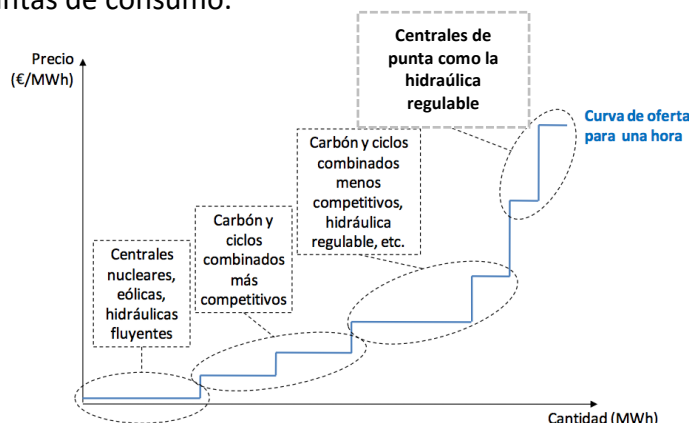 ntas de consumo.
Precio
(€/MWh)
Centrales de
punta como la
hidraúlica
regulable
Curva de oferta
para una hora
Carbón y ciclos
combinados
menos
competitivos,
hidráulica
regulable, etc.
Carbón y
ciclos
combinados
más
competitivos
Centrales
nucleares,
eólicas,
hidráulicas
fluyentes
Cantidad (MWh)